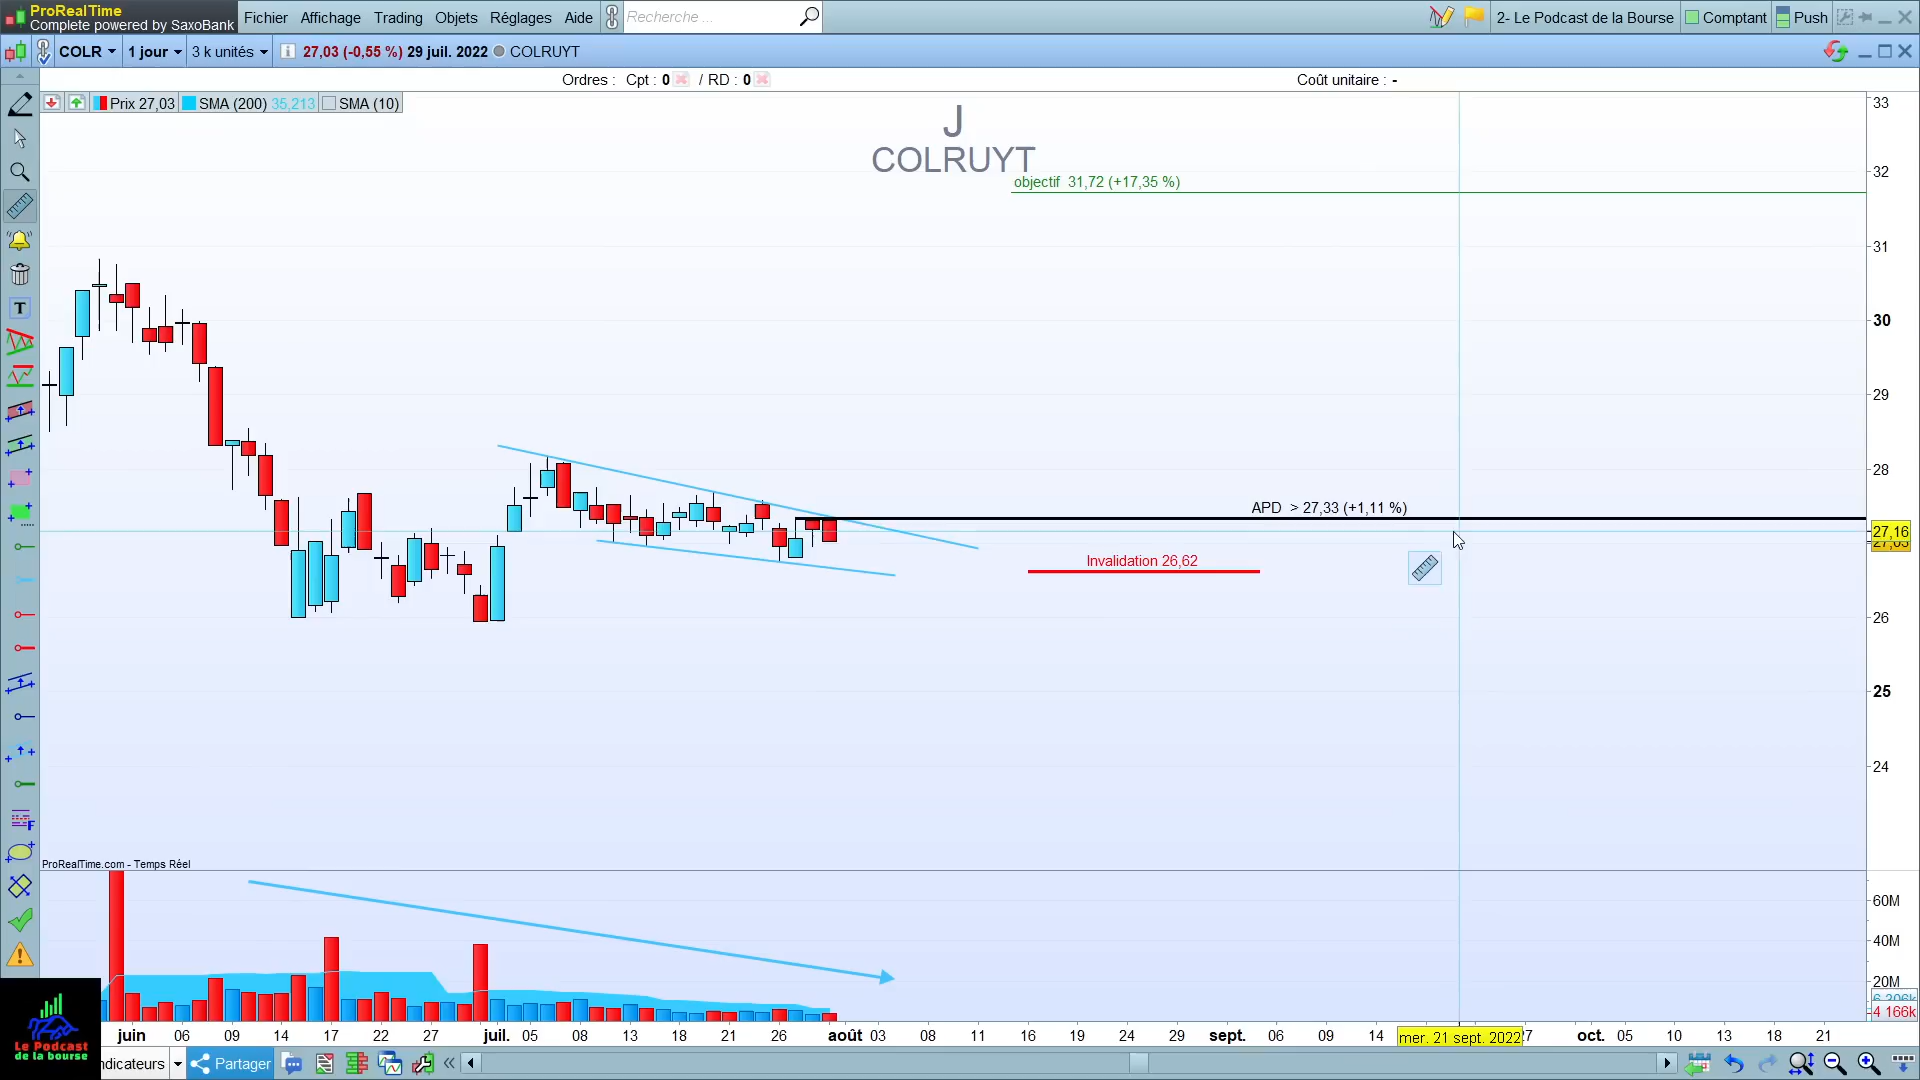 ProRealTime
Complete powered by SaxoBank
Fichier Affichage Trading Objets Réglages Aide
Recherche ...
2- Le Podcast de la Bourse
Comptant
Push
COLR
1 jour
3 k unités
27,03 (-0,55 %) 29 juil. 2022 COLRUYT
Ordres : Cpt : 0 / RD : 0
Coût unitaire : -
Prix 27,03
SMA (200) 35,213
SMA (10)
J
COLRUYT
objectif 31,72 (+17,35 %)
APD > 27,33 (+1,11 %)
Invalidation 26,62
33
32
31
30
29
28
27,16
26
25
24
ProRealTime.com - Temps Réel
60M
40M
20M
4 166k
juin 06 09 14 17 22 27 juil. 05 08 13 18 21 26 août 03 08 11 16 19 24 29 sept. 06 09 14 mer. 21 sept. 2022 oct. 05 10 13 18 21
Le Podcast
de la bourse
ndicateurs
Partager
T
F